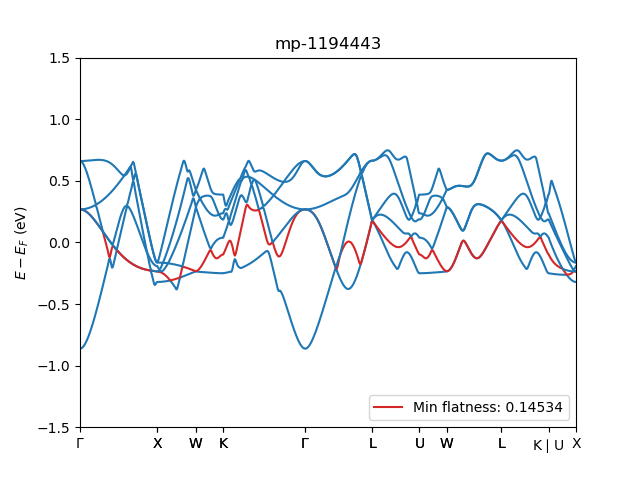 mp-1194443
E − E_F (eV)
1.5
1.0
0.5
0.0
−0.5
−1.0
−1.5
Min flatness: 0.14534
Γ X W K Γ L U W L K | U X